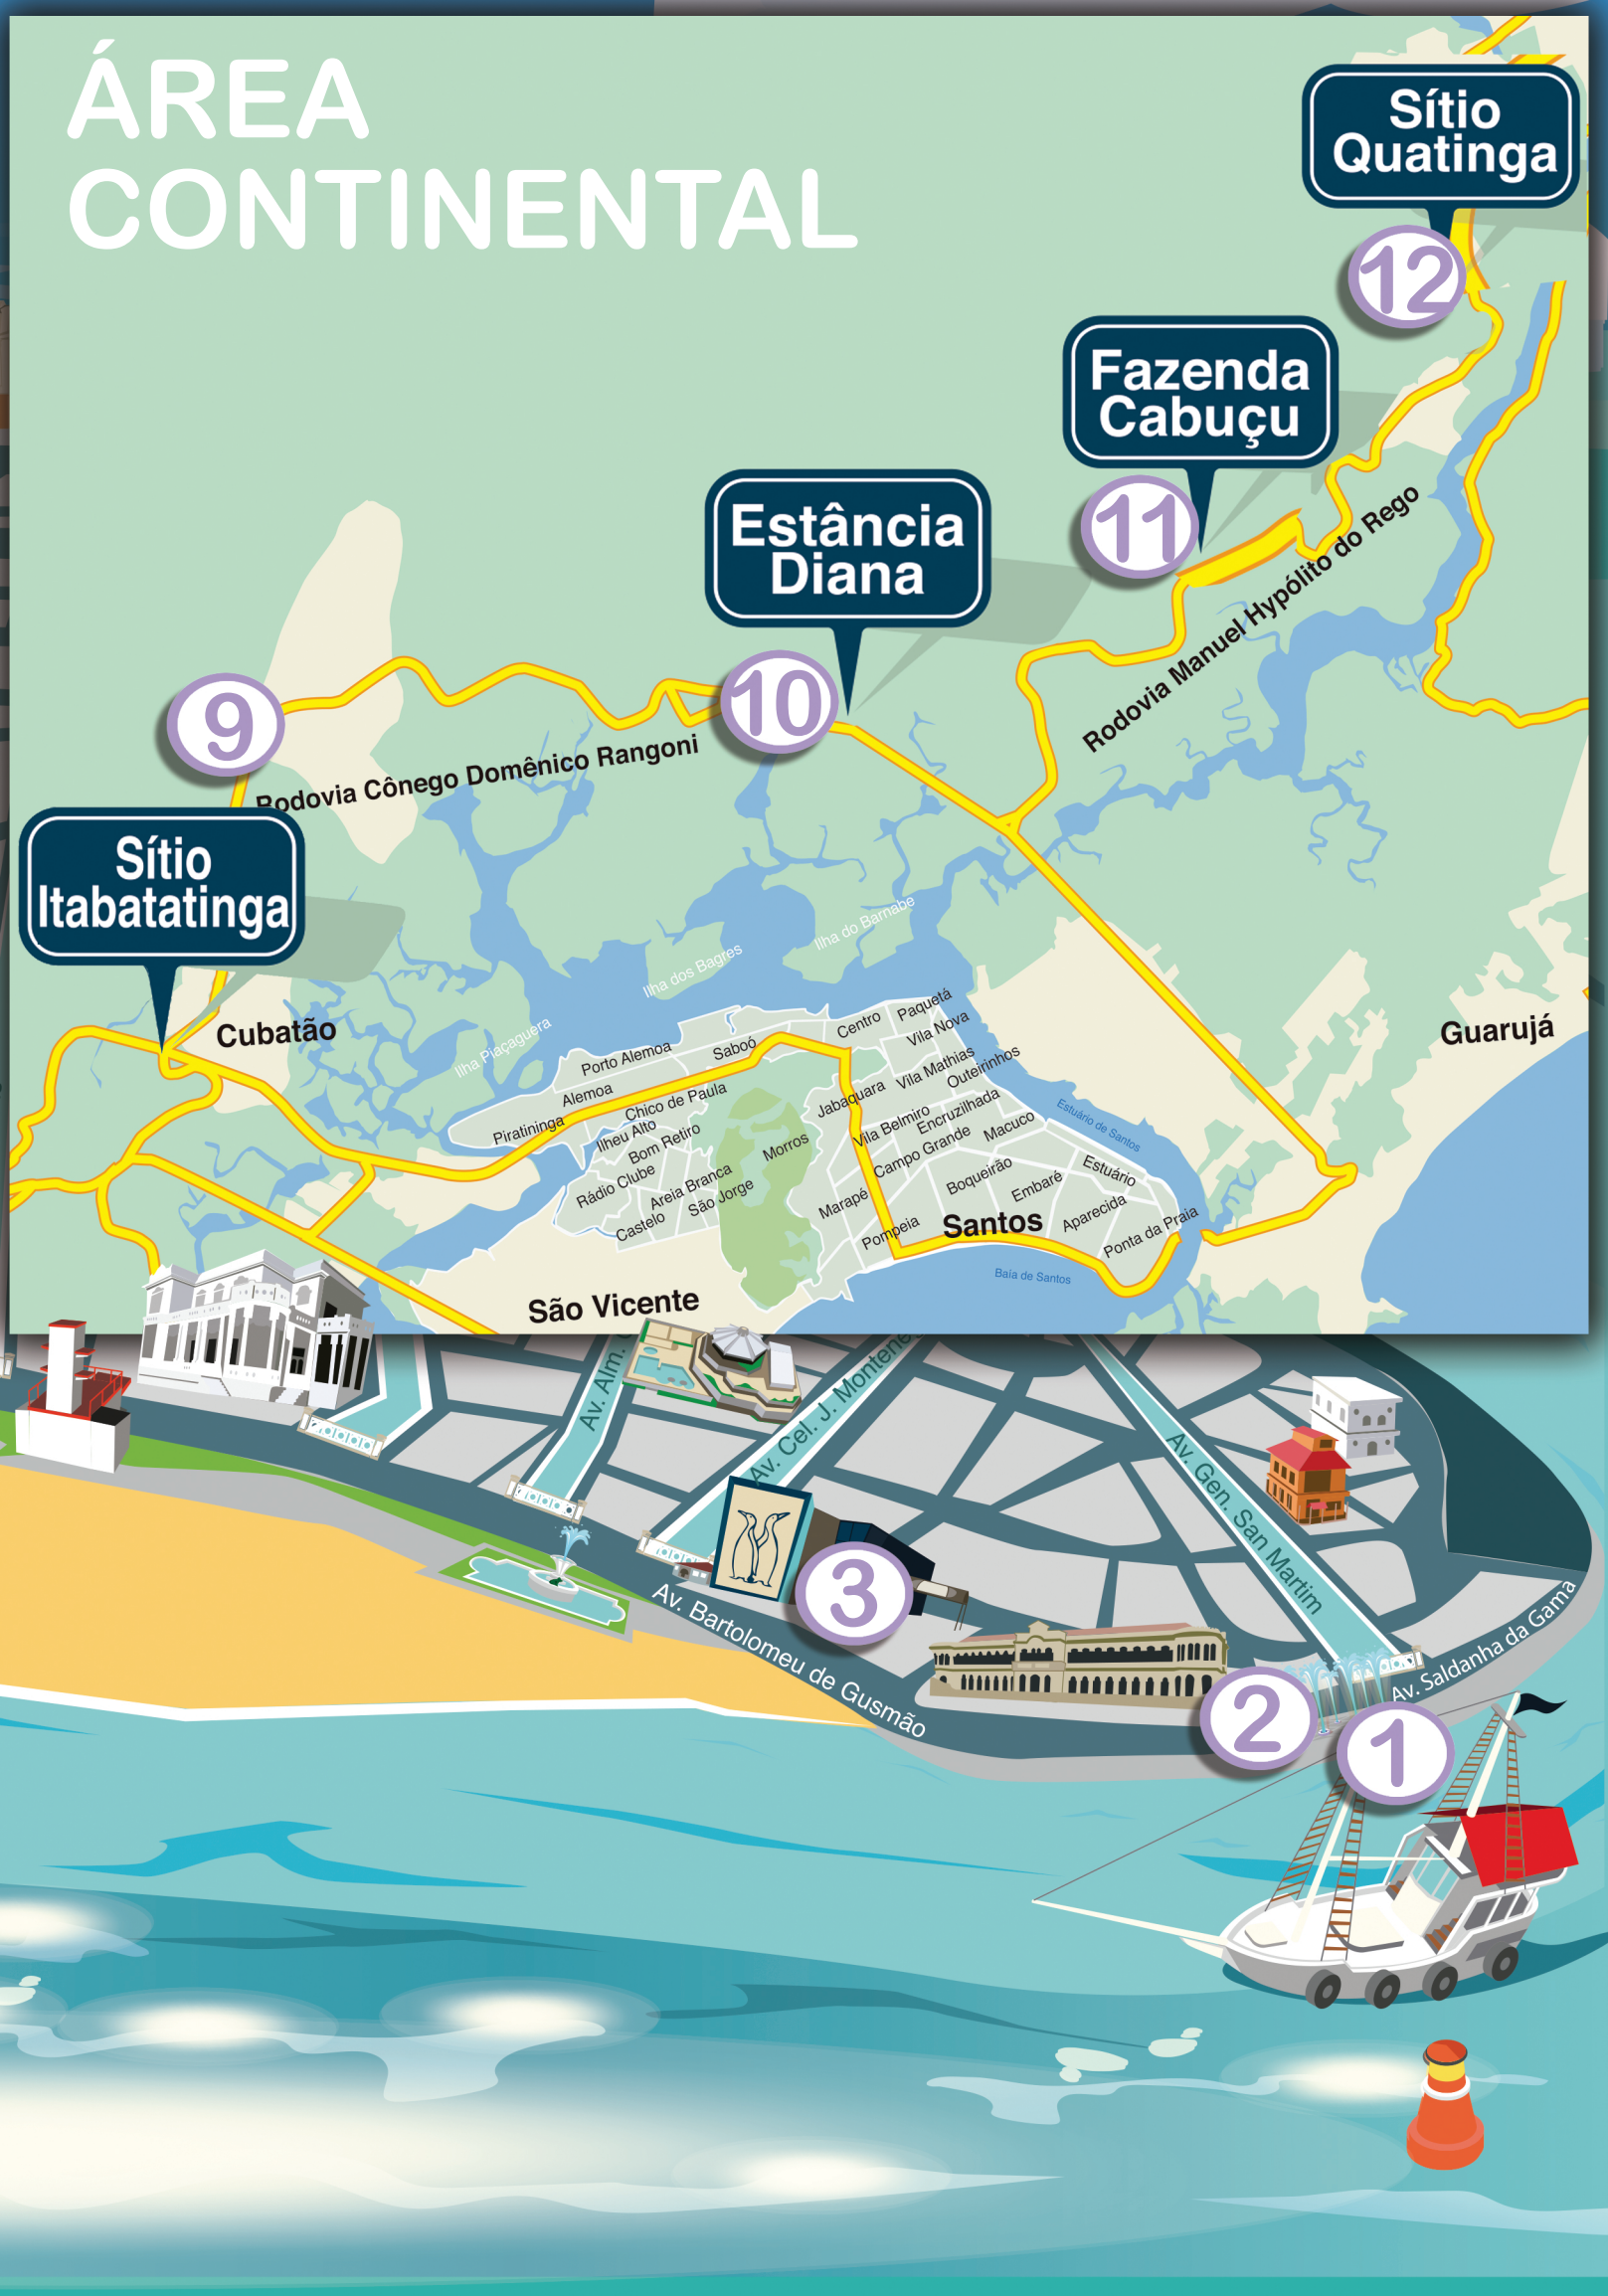 ÁREA
CONTINENTAL
Sítio
Quatinga
12
Fazenda
Cabuçu
11
Rodovia Manuel Hypólito do Rego
Estância
Diana
10
9
Rodovia Cônego Domênico Rangoni
Sítio
Itabatatinga
Cubatão
Ilha do Barnabe
Ilha dos Bagres
Ilha Piaçaguera
Guarujá
Paquetá
Centro
Vila Nova
Saboó
Porto Alemoa
Alemoa
Vila Mathias
Outeirinhos
Chico de Paula
Jabaquara
Piratininga
Ilheu Alto
Bom Retiro
Vila Belmiro
Encruzilhada
Macuco
Estuário de Santos
Morros
Campo Grande
Rádio Clube
Areia Branca
São Jorge
Castelo
Boqueirão
Embaré
Estuário
Marapé
Aparecida
Pompeia
Santos
Ponta da Praia
Baía de Santos
São Vicente
Av. Alm.
Av. Cel. J. Montene
Av. Gen. San Martim
3
Av. Bartolomeu de Gusmão
Av. Saldanha da Gama
2
1